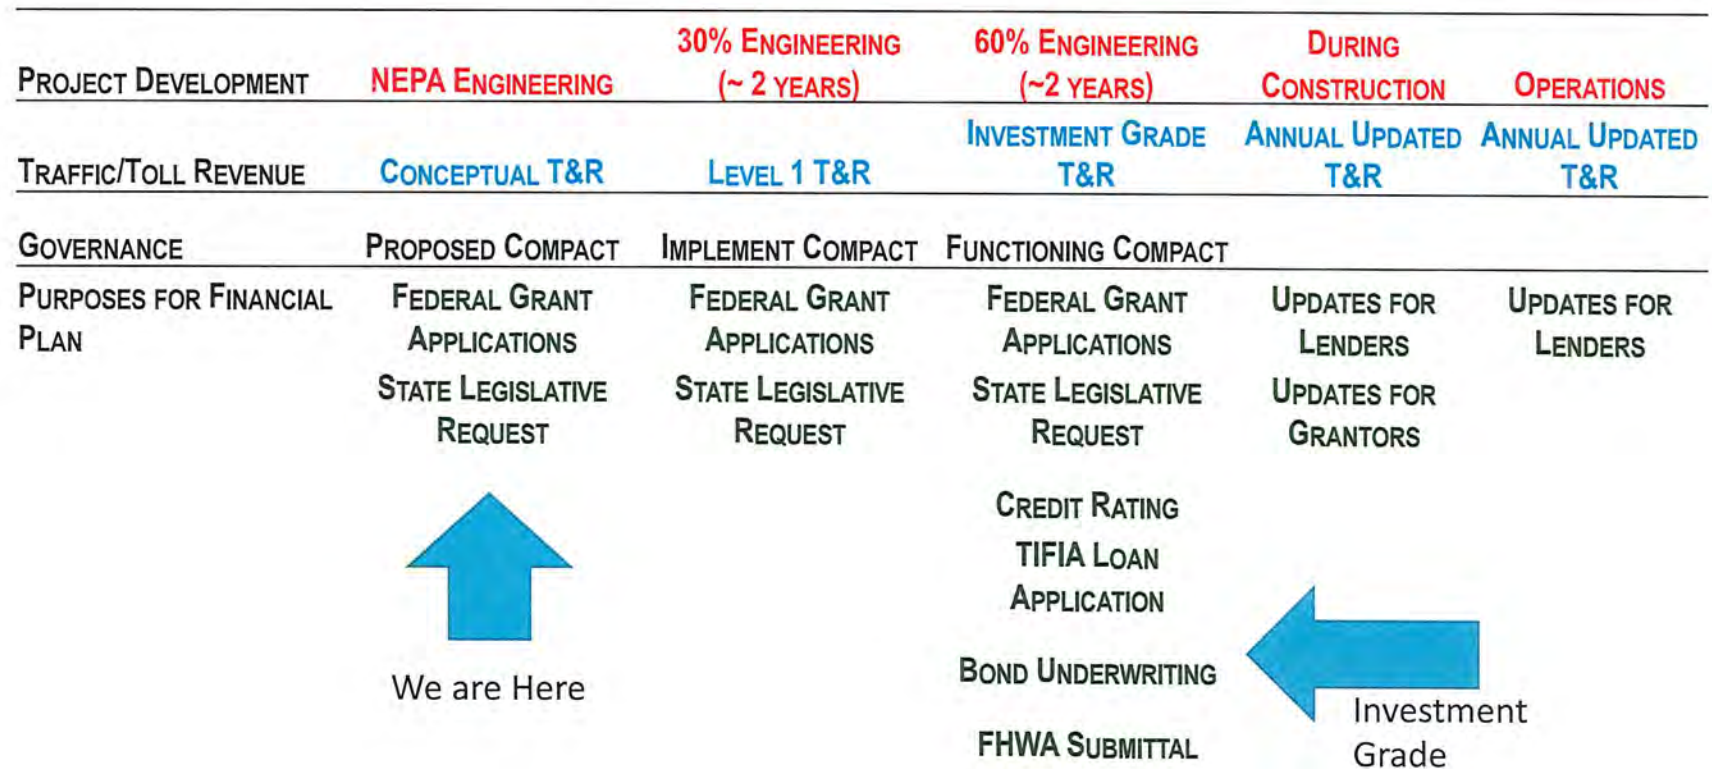 PROJECT DEVELOPMENT NEPA ENGINEERING 30% ENGINEERING (~ 2 YEARS) 60% ENGINEERING (~2 YEARS) DURING CONSTRUCTION OPERATIONS
TRAFFIC/TOLL REVENUE CONCEPTUAL T&R LEVEL 1 T&R INVESTMENT GRADE T&R ANNUAL UPDATED T&R ANNUAL UPDATED T&R
GOVERNANCE PROPOSED COMPACT IMPLEMENT COMPACT FUNCTIONING COMPACT
PURPOSES FOR FINANCIAL PLAN FEDERAL GRANT APPLICATIONS FEDERAL GRANT APPLICATIONS FEDERAL GRANT APPLICATIONS UPDATES FOR LENDERS UPDATES FOR LENDERS
STATE LEGISLATIVE REQUEST STATE LEGISLATIVE REQUEST STATE LEGISLATIVE REQUEST UPDATES FOR GRANTORS
CREDIT RATING
TIFIA LOAN
APPLICATION
BOND UNDERWRITING
FHWA SUBMITTAL
We are Here
Investment
Grade